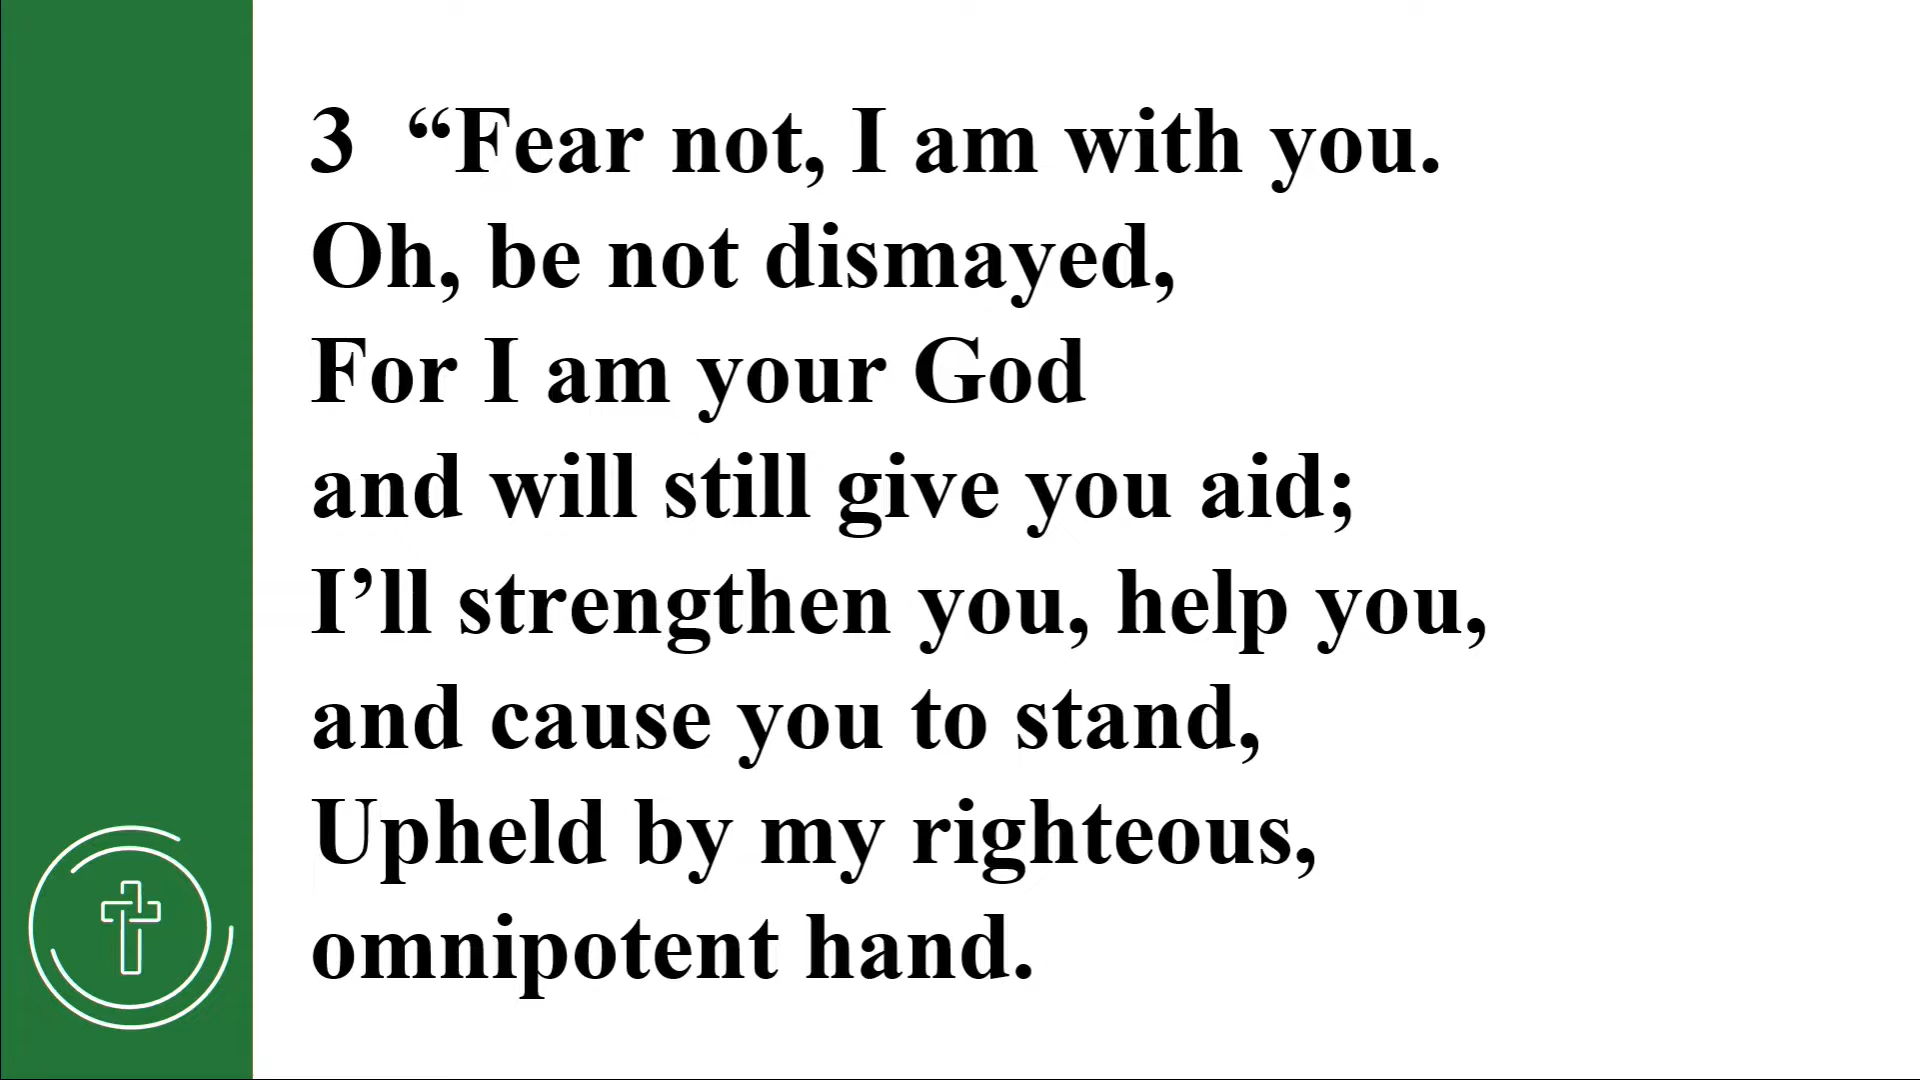 3  “Fear not, I am with you.
Oh, be not dismayed,
For I am your God
and will still give you aid;
I’ll strengthen you, help you,
and cause you to stand,
Upheld by my righteous,
omnipotent hand.